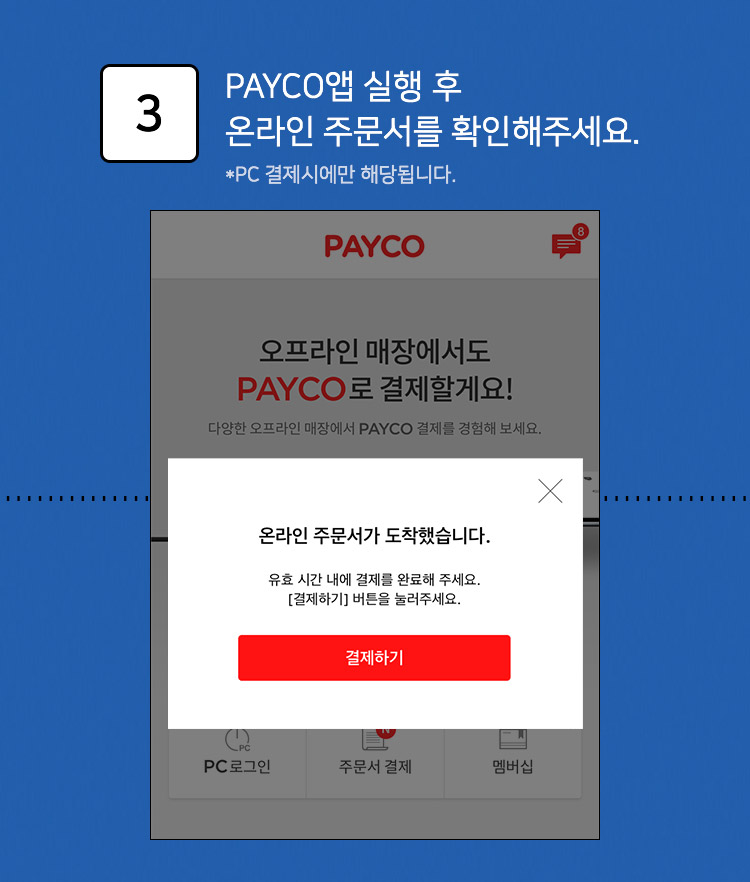 3
PAYCO앱 실행 후
온라인 주문서를 확인해주세요.
*PC 결제시에만 해당됩니다.
PAYCO
8
오프라인 매장에서도
PAYCO로 결제할게요!
다양한 오프라인 매장에서 PAYCO 결제를 경험해 보세요.
온라인 주문서가 도착했습니다.
유효 시간 내에 결제를 완료해 주세요.
[결제하기] 버튼을 눌러주세요.
결제하기
PC
N
PC로그인
주문서 결제
멤버십